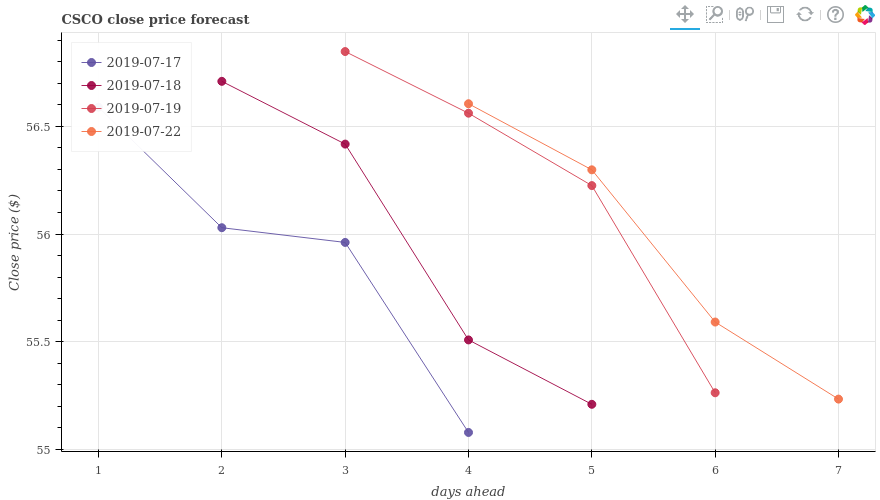 CSCO close price forecast
2019-07-17
2019-07-18
2019-07-19
2019-07-22
Close price ($)
56.5
56
55.5
55
1 2 3 4 5 6 7
days ahead